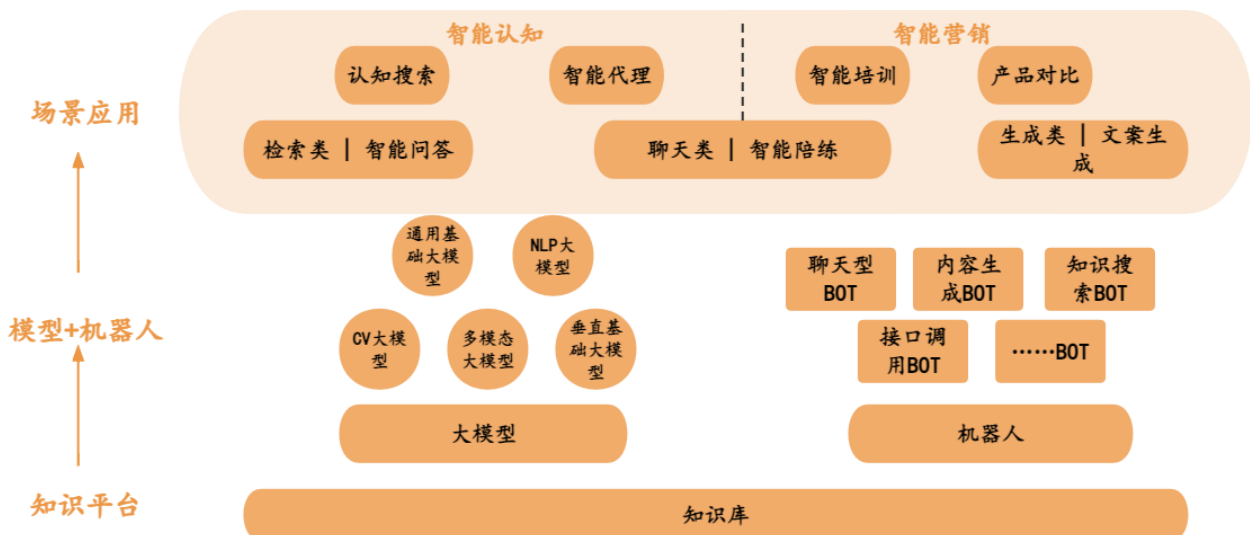 智能认知
智能营销
认知搜索
智能代理
智能培训
产品对比
场景应用
检索类 | 智能问答
聊天类 | 智能陪练
生成类 | 文案生
成
通用基
础大模
型
NLP大
模型
聊天型
BOT
内容生
成BOT
知识搜
索BOT
模型+机器人
CV大模
型
多模态
大模型
垂直基
础大模
型
接口调
用BOT
……BOT
大模型
机器人
知识平台
知识库